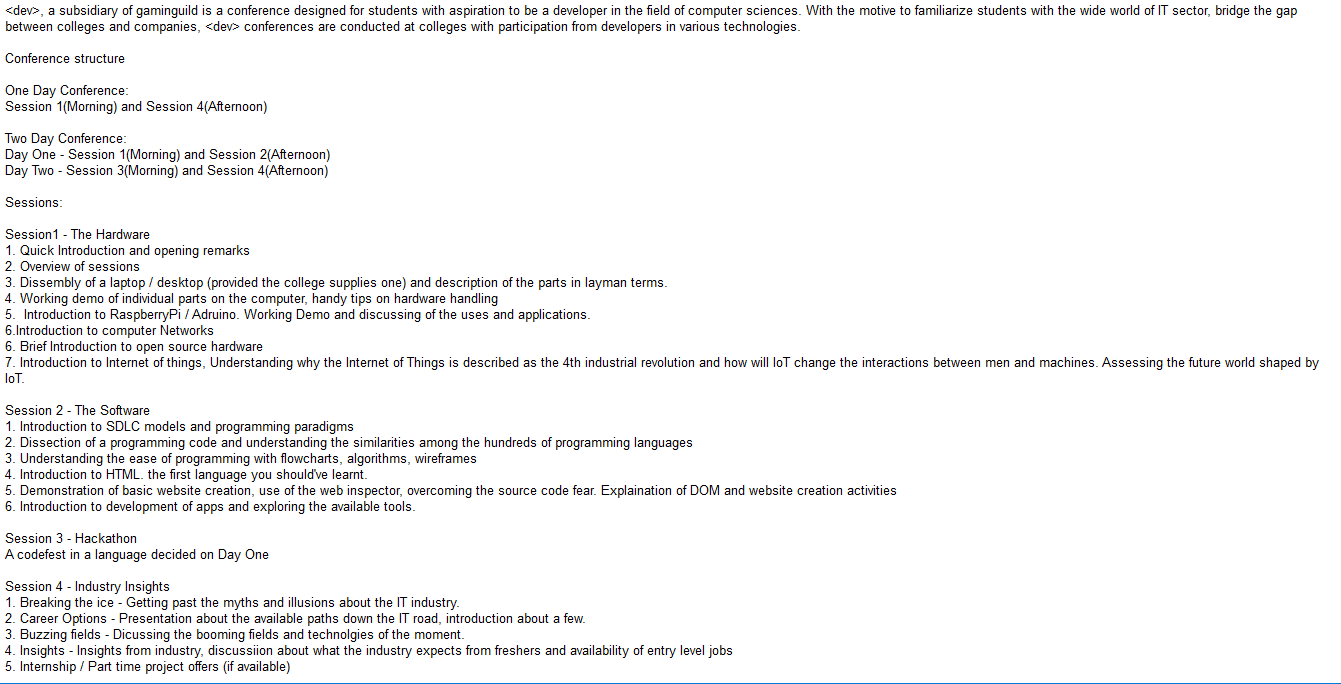 <dev>, a subsidiary of gaminguild is a conference designed for students with aspiration to be a developer in the field of computer sciences. With the motive to familiarize students with the wide world of IT sector, bridge the gap
between colleges and companies, <dev> conferences are conducted at colleges with participation from developers in various technologies.
Conference structure
One Day Conference:
Session 1(Morning) and Session 4(Afternoon)
Two Day Conference:
Day One - Session 1(Morning) and Session 2(Afternoon)
Day Two - Session 3(Morning) and Session 4(Afternoon)
Sessions:
Session1 - The Hardware
1. Quick Introduction and opening remarks
2. Overview of sessions
3. Dissembly of a laptop / desktop (provided the college supplies one) and description of the parts in layman terms.
4. Working demo of individual parts on the computer, handy tips on hardware handling
5.  Introduction to RaspberryPi / Adruino. Working Demo and discussing of the uses and applications.
6.Introduction to computer Networks
6. Brief Introduction to open source hardware
7. Introduction to Internet of things, Understanding why the Internet of Things is described as the 4th industrial revolution and how will IoT change the interactions between men and machines. Assessing the future world shaped by
IoT.
Session 2 - The Software
1. Introduction to SDLC models and programming paradigms
2. Dissection of a programming code and understanding the similarities among the hundreds of programming languages
3. Understanding the ease of programming with flowcharts, algorithms, wireframes
4. Introduction to HTML. the first language you should've learnt.
5. Demonstration of basic website creation, use of the web inspector, overcoming the source code fear. Explaination of DOM and website creation activities
6. Introduction to development of apps and exploring the available tools.
Session 3 - Hackathon
A codefest in a language decided on Day One
Session 4 - Industry Insights
1. Breaking the ice - Getting past the myths and illusions about the IT industry.
2. Career Options - Presentation about the available paths down the IT road, introduction about a few.
3. Buzzing fields - Dicussing the booming fields and technolgies of the moment.
4. Insights - Insights from industry, discussiion about what the industry expects from freshers and availability of entry level jobs
5. Internship / Part time project offers (if available)